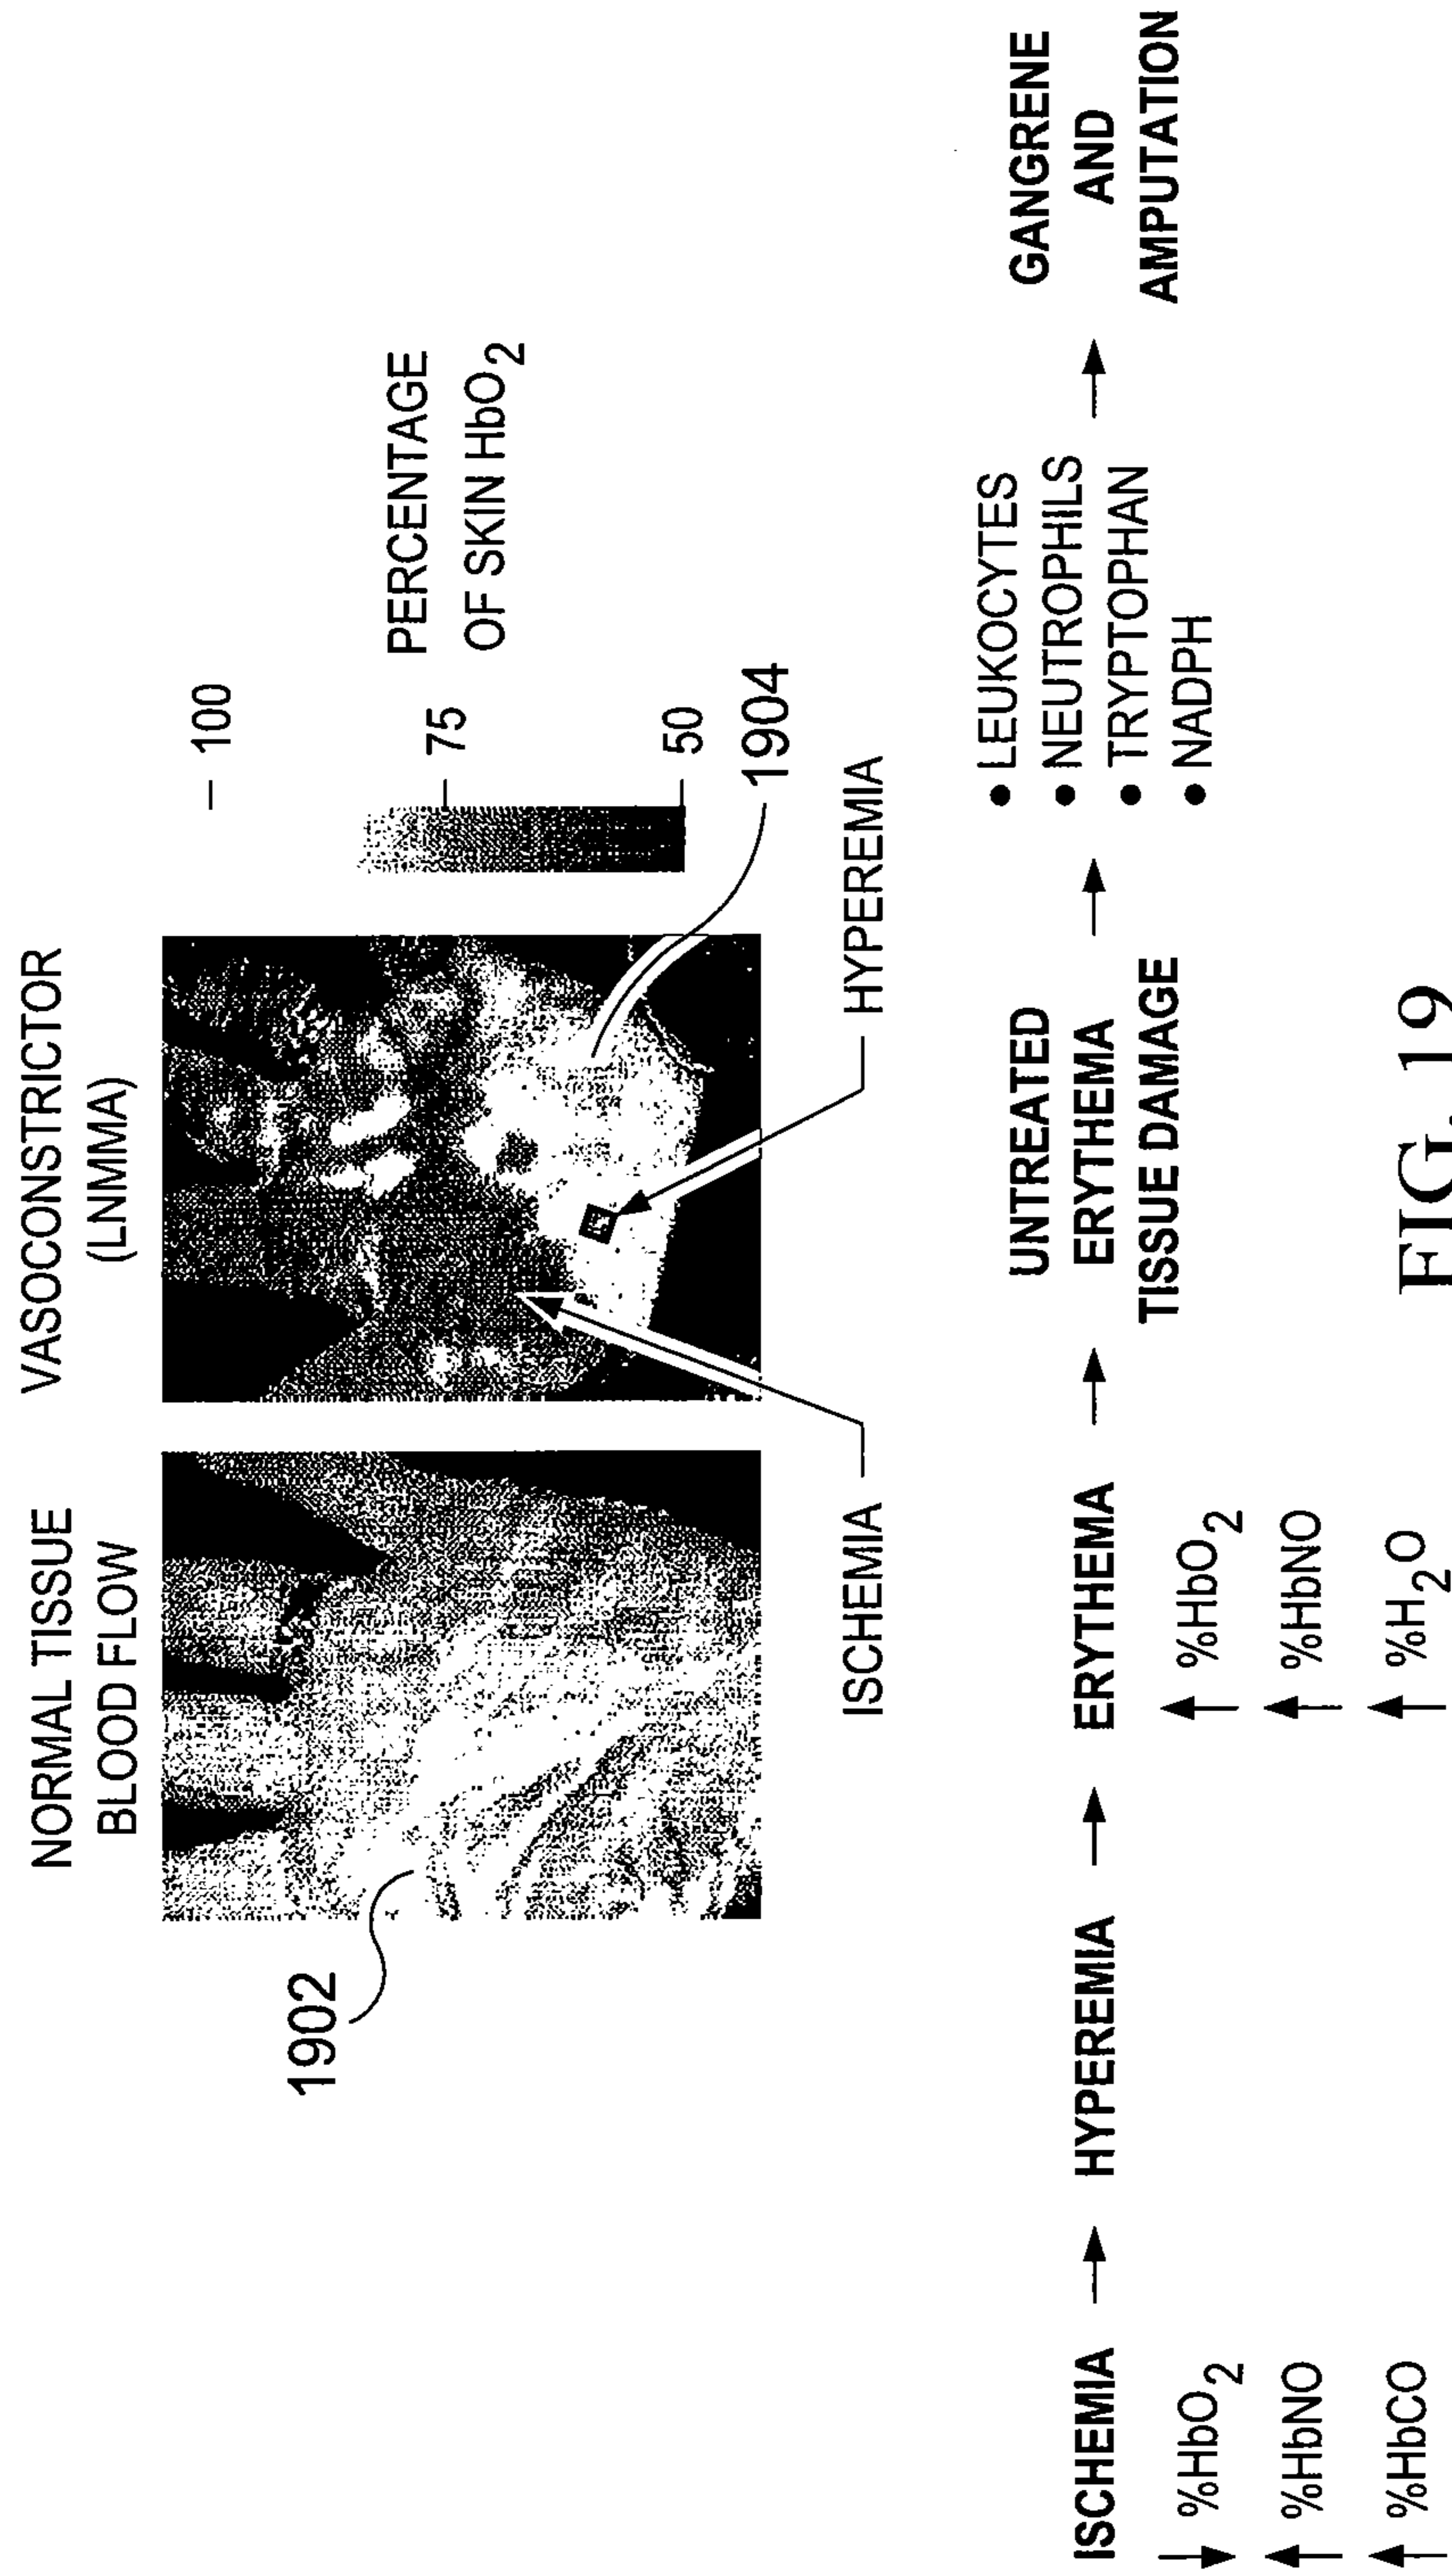 NORMAL TISSUE
BLOOD FLOW
VASOCONSTRICTOR
(LNMMA)
1902
100
75
50
PERCENTAGE
OF SKIN HbO2
1904
ISCHEMIA
HYPEREMIA
ISCHEMIA → HYPEREMIA → ERYTHEMA → UNTREATED
ERYTHEMA
TISSUE DAMAGE → • LEUKOCYTES
• NEUTROPHILS
• TRYPTOPHAN
• NADPH → GANGRENE
AND
AMPUTATION
↓ %HbO2
↑ %HbNO
↑ %HbCO
↑ %HbO2
↑ %HbNO
↑ %H2O
FIG. 19